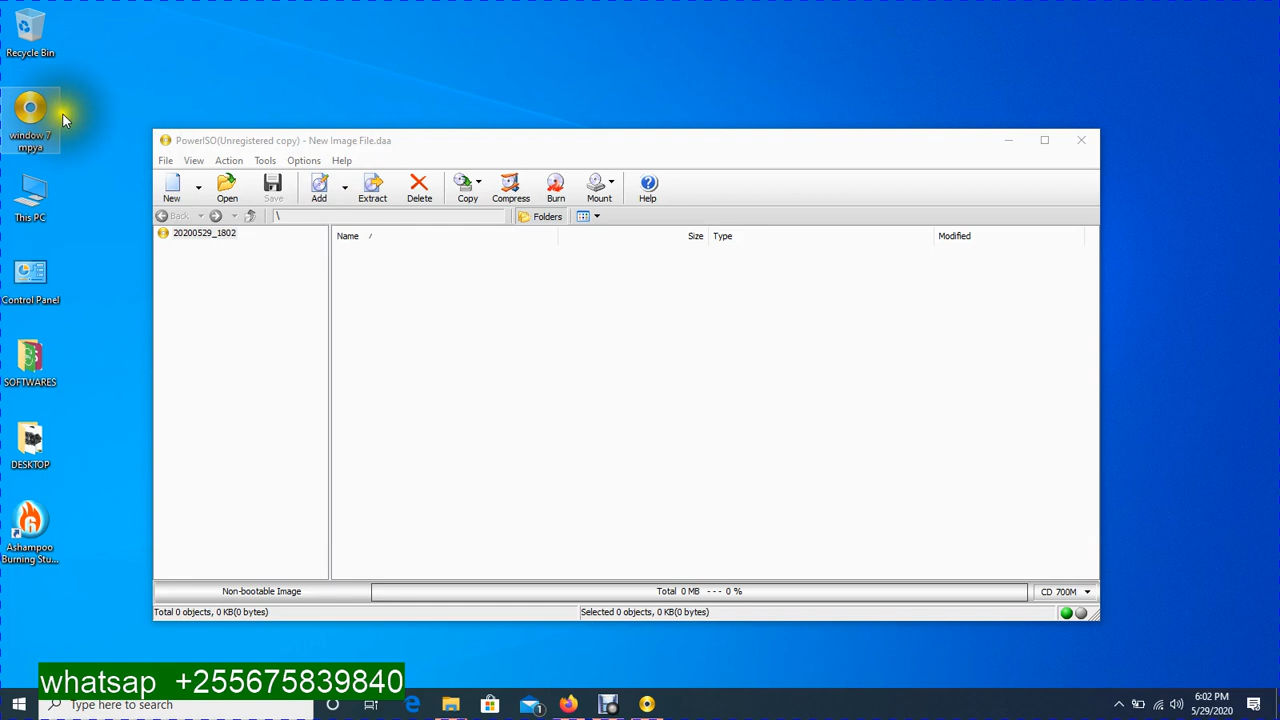 Recycle Bin
window 7
mpya
This PC
Control Panel
SOFTWARES
DESKTOP
Ashampoo
Burning Stu...
PowerISO(Unregistered copy) - New Image File.daa
File View Action Tools Options Help
New Open Save Add Extract Delete Copy Compress Burn Mount Help
Back \ Folders
20200529_1802
Name / Size Type Modified
Non-bootable Image Total 0 MB --- 0 % CD 700M
Total 0 objects, 0 KB(0 bytes) Selected 0 objects, 0 KB(0 bytes)
whatsap +255675839840
Type here to search
1
6:02 PM
5/29/2020